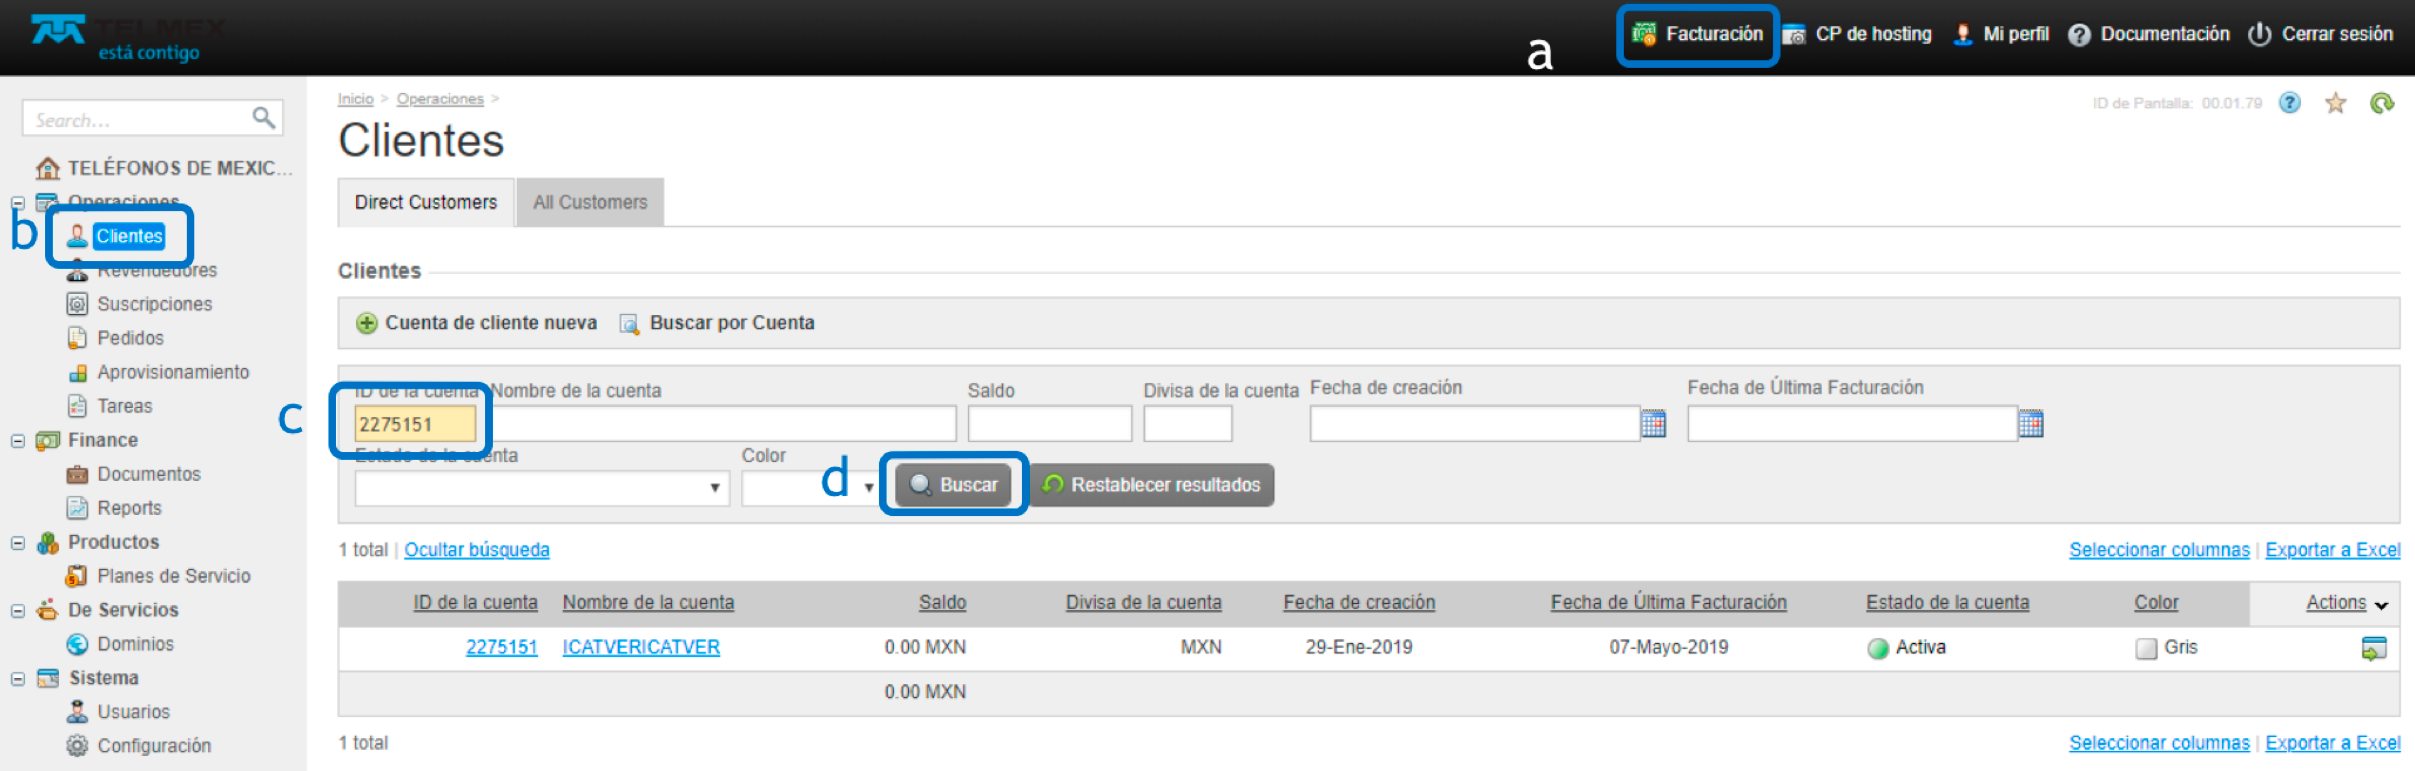 TELMEX
está contigo
a
Facturación CP de hosting Mi perfil Documentación Cerrar sesión
Search...
TELÉFONOS DE MEXIC...
Operaciones
b
Clientes
Revendedores
Suscripciones
Pedidos
Aprovisionamiento
Tareas
Finance
Documentos
Reports
Productos
Planes de Servicio
De Servicios
Dominios
Sistema
Usuarios
Configuración
Inicio > Operaciones >
ID de Pantalla: 00.01.79
Clientes
Direct Customers All Customers
Clientes
Cuenta de cliente nueva Buscar por Cuenta
ID de la cuenta Nombre de la cuenta Saldo Divisa de la cuenta Fecha de creación Fecha de Última Facturación
c
2275151
Estado de la cuenta Color
d
Buscar Restablecer resultados
1 total | Ocultar búsqueda
Seleccionar columnas | Exportar a Excel
ID de la cuenta Nombre de la cuenta Saldo Divisa de la cuenta Fecha de creación Fecha de Última Facturación Estado de la cuenta Color Actions
2275151 ICATVERICATVER 0.00 MXN MXN 29-Ene-2019 07-Mayo-2019 Activa Gris
0.00 MXN
1 total
Seleccionar columnas | Exportar a Excel